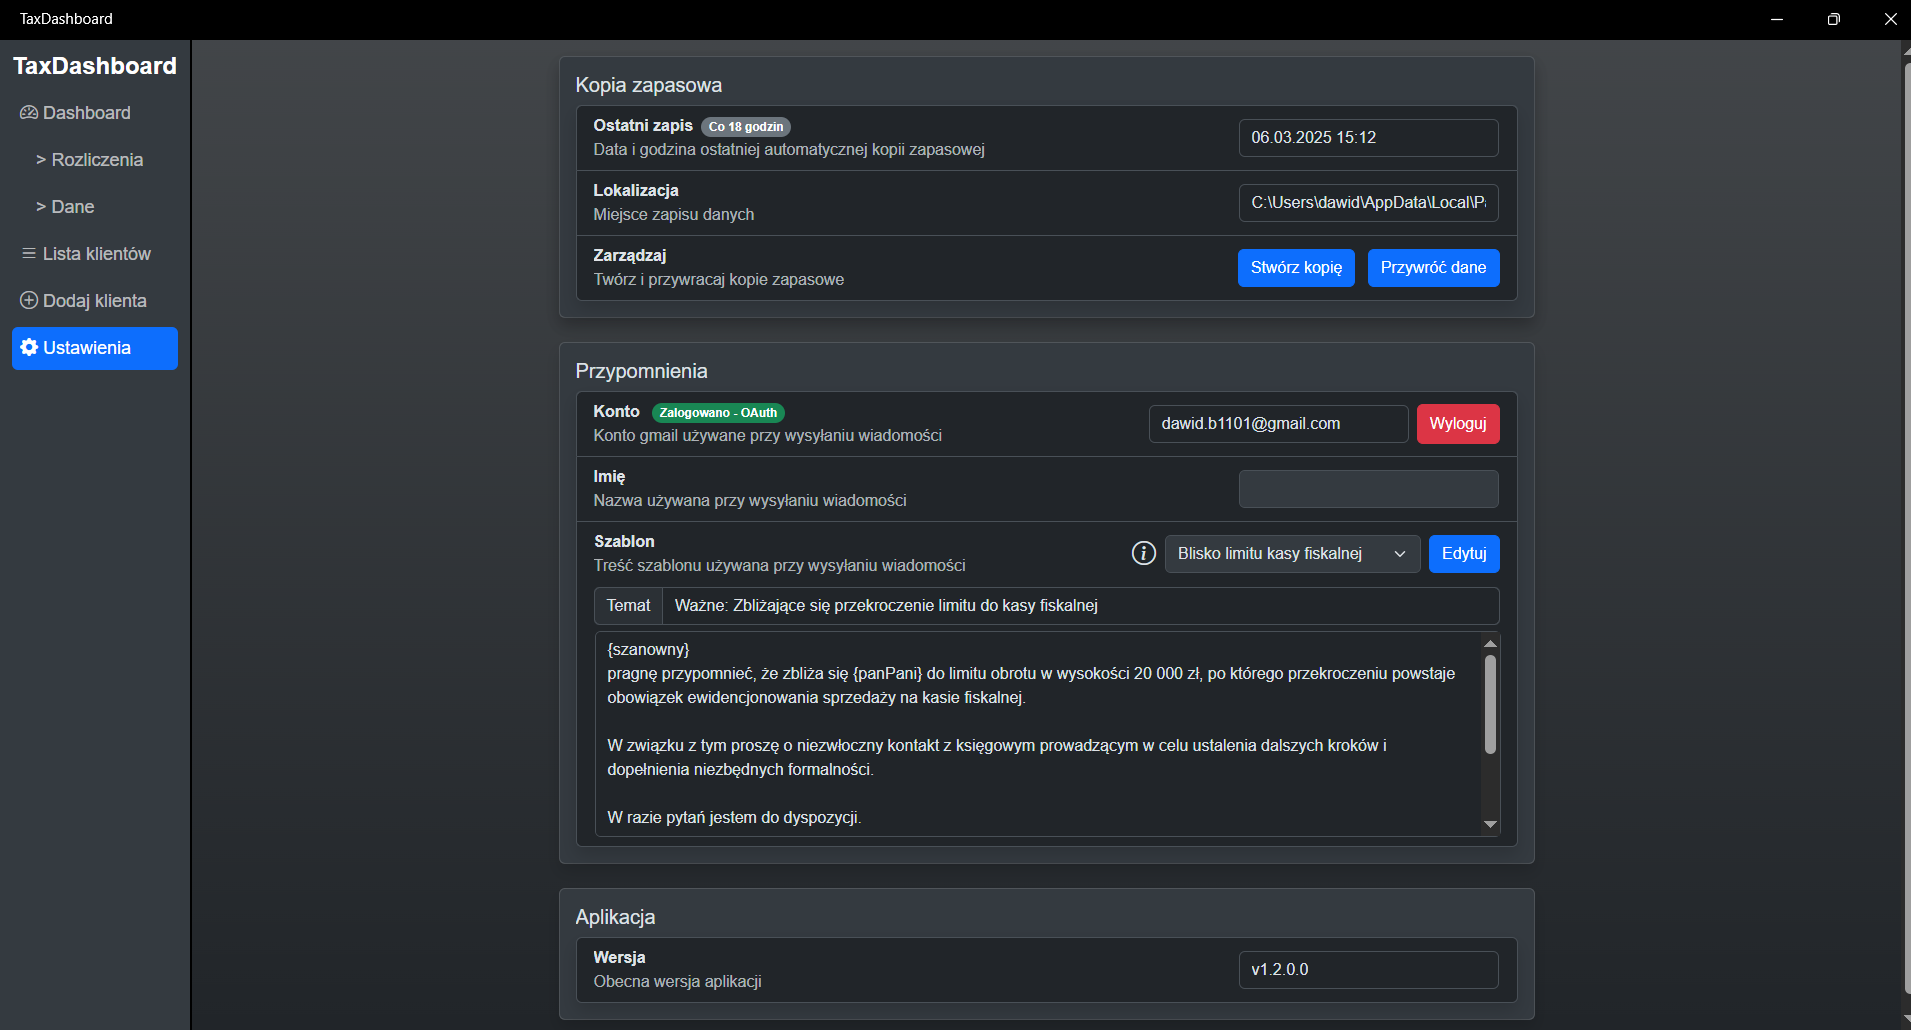 TaxDashboard
TaxDashboard
Dashboard
> Rozliczenia
> Dane
Lista klientów
Dodaj klienta
Ustawienia
Kopia zapasowa
Ostatni zapis Co 18 godzin
Data i godzina ostatniej automatycznej kopii zapasowej
06.03.2025 15:12
Lokalizacja
Miejsce zapisu danych
C:\Users\dawid\AppData\Local\P
Zarządzaj
Twórz i przywracaj kopie zapasowe
Stwórz kopię
Przywróć dane
Przypomnienia
Konto Zalogowano - OAuth
Konto gmail używane przy wysyłaniu wiadomości
dawid.b1101@gmail.com
Wyloguj
Imię
Nazwa używana przy wysyłaniu wiadomości
Szablon
Treść szablonu używana przy wysyłaniu wiadomości
Blisko limitu kasy fiskalnej
Edytuj
Temat Ważne: Zbliżające się przekroczenie limitu do kasy fiskalnej
{szanowny}
pragnę przypomnieć, że zbliża się {panPani} do limitu obrotu w wysokości 20 000 zł, po którego przekroczeniu powstaje
obowiązek ewidencjonowania sprzedaży na kasie fiskalnej.
W związku z tym proszę o niezwłoczny kontakt z księgowym prowadzącym w celu ustalenia dalszych kroków i
dopełnienia niezbędnych formalności.
W razie pytań jestem do dyspozycji.
Aplikacja
Wersja
Obecna wersja aplikacji
v1.2.0.0